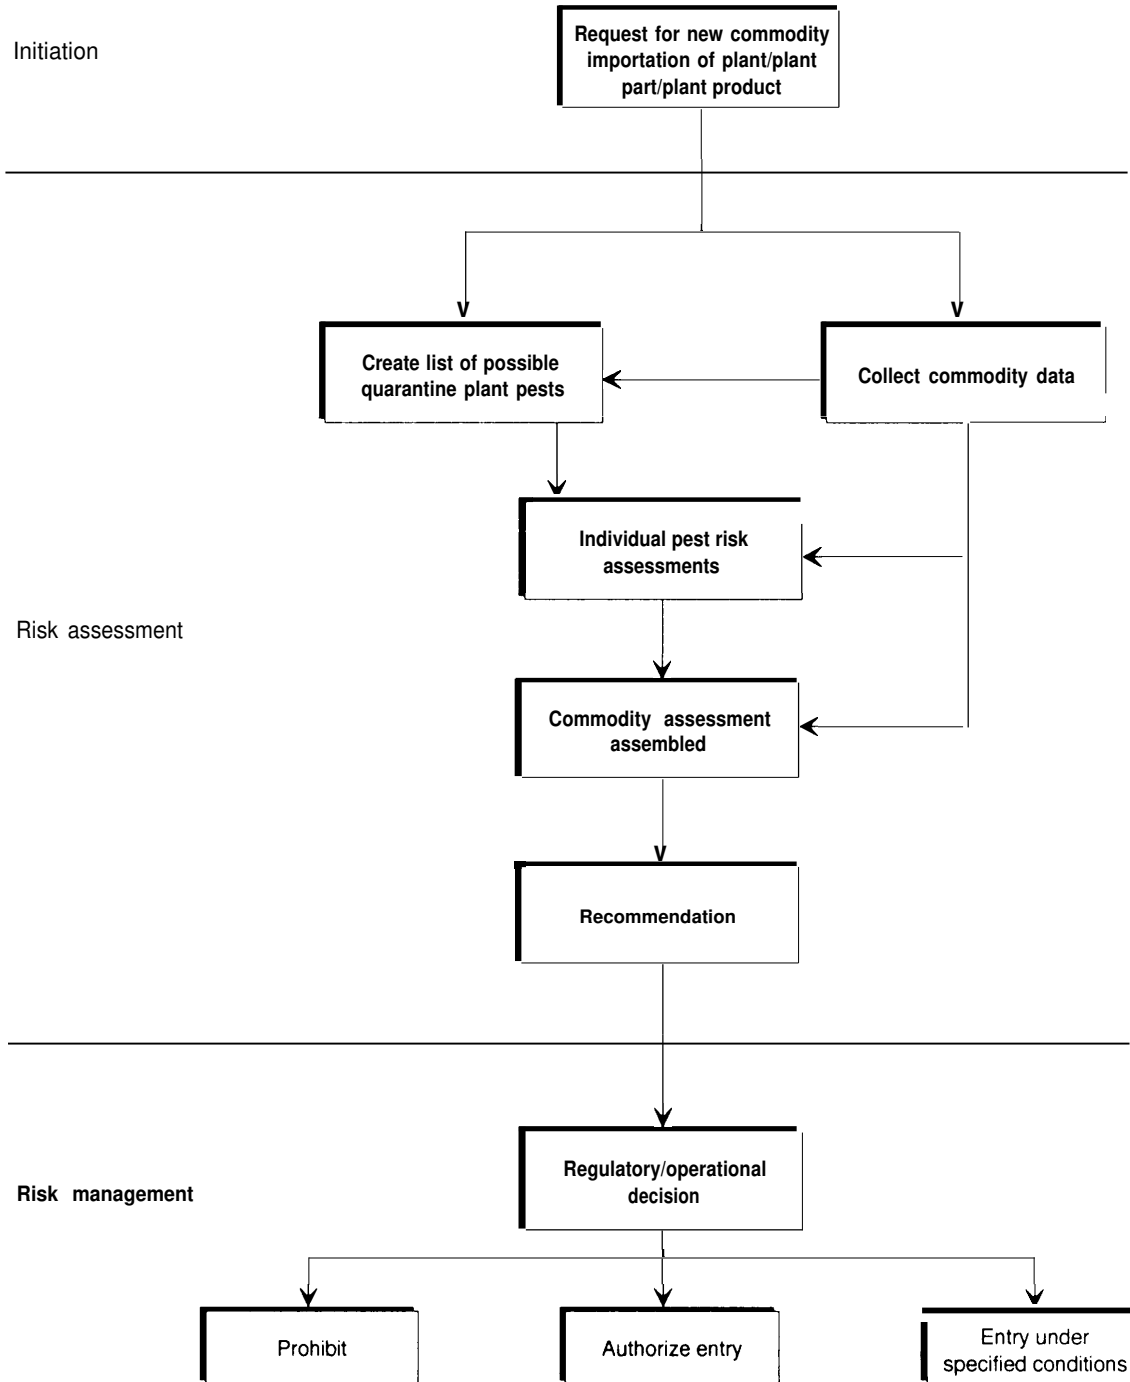 Initiation
Request for new commodity
importation of plant/plant
part/plant product
Create list of possible
quarantine plant pests
Collect commodity data
Individual pest risk
assessments
Risk assessment
Commodity assessment
assembled
Recommendation
Regulatory/operational
decision
Risk management
Prohibit
Authorize entry
Entry under
specified conditions